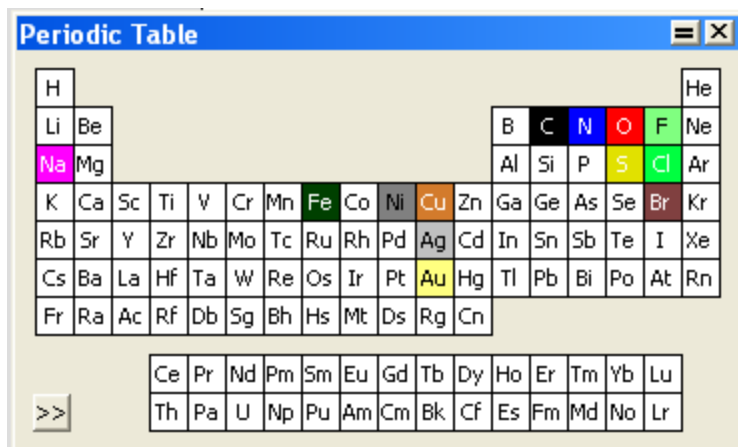 Periodic Table
H He
Li Be B C N O F Ne
Na Mg Al Si P S Cl Ar
K Ca Sc Ti V Cr Mn Fe Co Ni Cu Zn Ga Ge As Se Br Kr
Rb Sr Y Zr Nb Mo Tc Ru Rh Pd Ag Cd In Sn Sb Te I Xe
Cs Ba La Hf Ta W Re Os Ir Pt Au Hg Tl Pb Bi Po At Rn
Fr Ra Ac Rf Db Sg Bh Hs Mt Ds Rg Cn
Ce Pr Nd Pm Sm Eu Gd Tb Dy Ho Er Tm Yb Lu
>> Th Pa U Np Pu Am Cm Bk Cf Es Fm Md No Lr